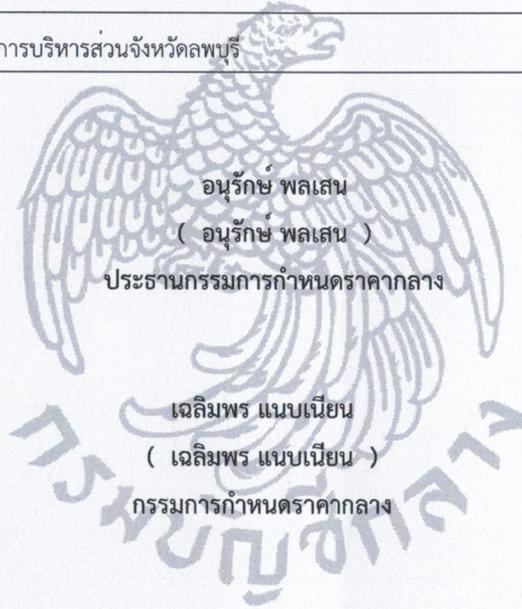 การบริหารส่วนจังหวัดลพบุรี
อนุรักษ์ พลเสน
( อนุรักษ์ พลเสน )
ประธานกรรมการกำหนดราคากลาง
เฉลิมพร แนบเนียน
( เฉลิมพร แนบเนียน )
กรรมการกำหนดราคากลาง
กรมบัญชีกลาง